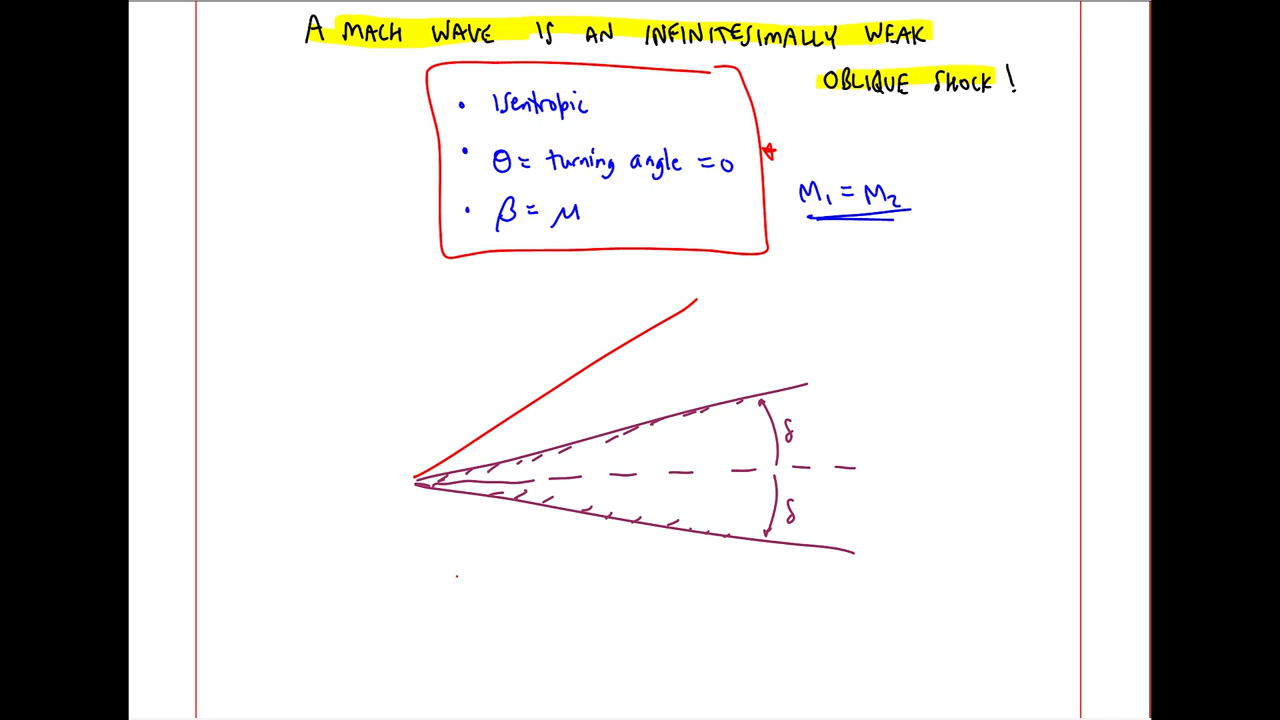 A MACH WAVE IS AN INFINITESIMALLY WEAK
OBLIQUE SHOCK!
• Isentropic
• θ = turning angle = 0
• β = μ
M₁ = M₂
δ
δ